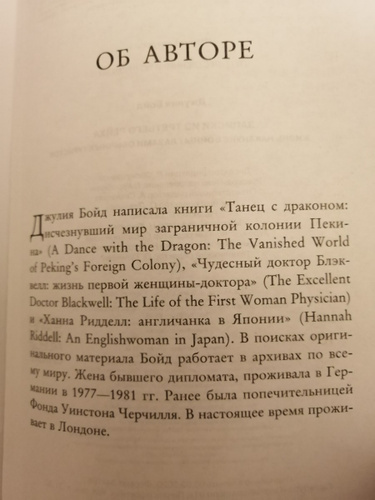 ОБ АВТОРЕ
Джулия Бойд написала книги «Танец с драконом:
исчезнувший мир заграничной колонии Пеки-
на» (A Dance with the Dragon: The Vanished World
of Peking's Foreign Colony), «Чудесный доктор Блэк-
велл: жизнь первой женщины-доктора» (The Excellent
Doctor Blackwell: The Life of the First Woman Physician)
и «Ханна Ридделл: англичанка в Японии» (Hannah
Riddell: An Englishwoman in Japan). В поисках ориги-
нального материала Бойд работает в архивах по все-
му миру. Жена бывшего дипломата, проживала в Гер-
мании в 1977—1981 гг. Ранее была попечительницей
Фонда Уинстона Черчилля. В настоящее время прожи-
вает в Лондоне.